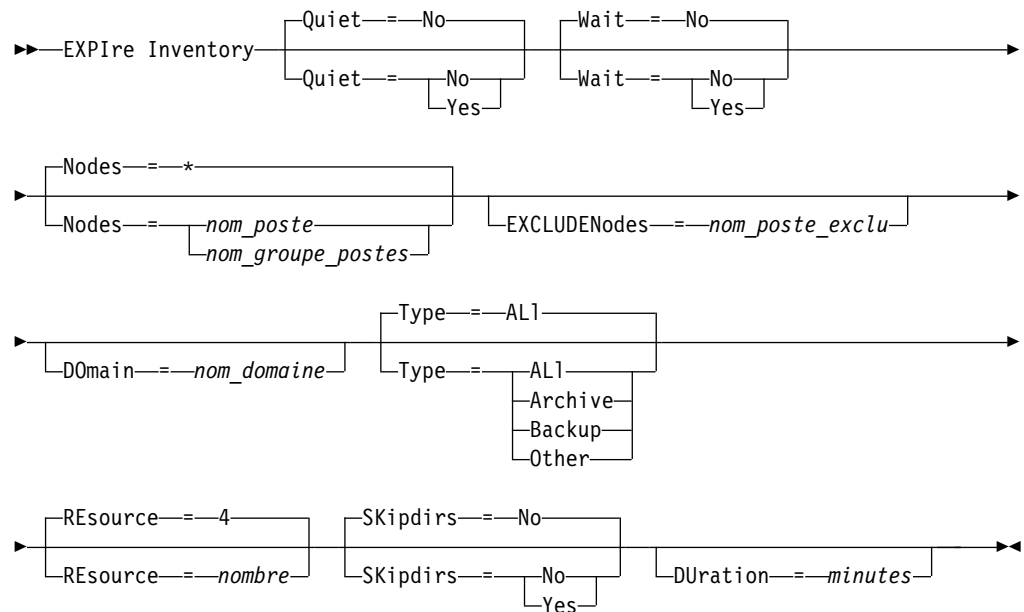 Quiet = No Wait = No
EXPIre Inventory
Quiet = No Wait = No
Yes Yes
Nodes = *
Nodes = nom_poste EXCLUDENodes = nom_poste_exclu
nom_groupe_postes
Type = ALl
DOmain = nom_domaine Type = ALl
Archive
Backup
Other
REsource = 4 SKipdirs = No
REsource = nombre SKipdirs = No DUration = minutes
Yes